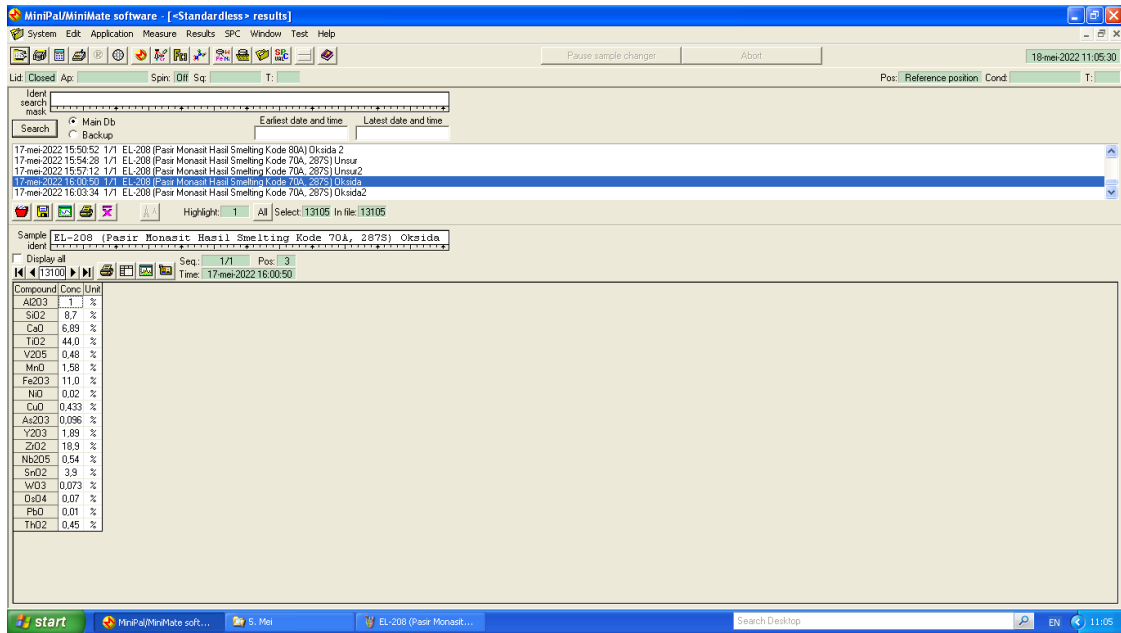 MiniPal/MiniMate software - [<Standardless> results]
System Edit Application Measure Results SPC Window Test Help
Pause sample changer Abort 18-mei-2022 11:05:30
Lid: Closed Ap: Spin: Off Sq: T: Pos: Reference position Cond: T:
Ident search mask
Search Main Db Backup Earliest date and time Latest date and time
17-mei-2022 15:50:52 1/1 EL-208 (Pasir Monasit Hasil Smelting Kode 80A) Oksida 2
17-mei-2022 15:54:28 1/1 EL-208 (Pasir Monasit Hasil Smelting Kode 70A, 287S) Unsur
17-mei-2022 15:57:12 1/1 EL-208 (Pasir Monasit Hasil Smelting Kode 70A, 287S) Unsur2
17-mei-2022 16:00:50 1/1 EL-208 (Pasir Monasit Hasil Smelting Kode 70A, 287S) Oksida
17-mei-2022 16:03:34 1/1 EL-208 (Pasir Monasit Hasil Smelting Kode 70A, 287S) Oksida2
Highlight: 1 All Select: 13105 In file: 13105
Sample ident EL-208 (Pasir Monasit Hasil Smelting Kode 70A, 287S) Oksida
Display all Seq.: 1/1 Pos: 3
13100 Time: 17-mei-2022 16:00:50
Compound Conc Unit
Al2O3 1 %
SiO2 8,7 %
CaO 6,89 %
TiO2 44,0 %
V2O5 0,48 %
MnO 1,58 %
Fe2O3 11,0 %
NiO 0,02 %
CuO 0,433 %
As2O3 0,096 %
Y2O3 1,89 %
ZrO2 18,9 %
Nb2O5 0,54 %
SnO2 3,9 %
WO3 0,073 %
OsO4 0,07 %
PbO 0,01 %
ThO2 0,45 %
start MiniPal/MiniMate soft... 5. Mei EL-208 (Pasir Monasit... Search Desktop EN 11:05